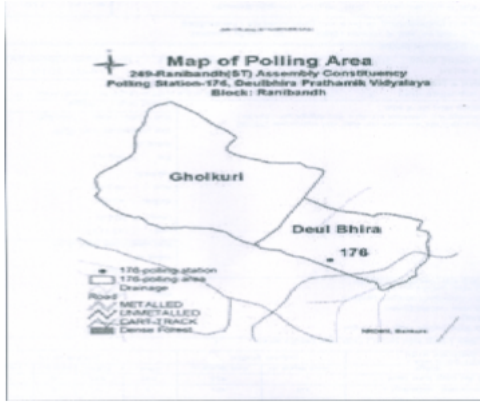 Map of Polling Area
249-Ranibandh(ST) Assembly Constituency
Polling Station-176, Deulbhira Prathamik Vidyalaya
Block: Ranibandh
Gholkuri
Deul Bhira
176
176-polling-station
176-polling-area
Drainage
Road
METALLED
UNMETALLED
CART-TRACK
Dense Forest